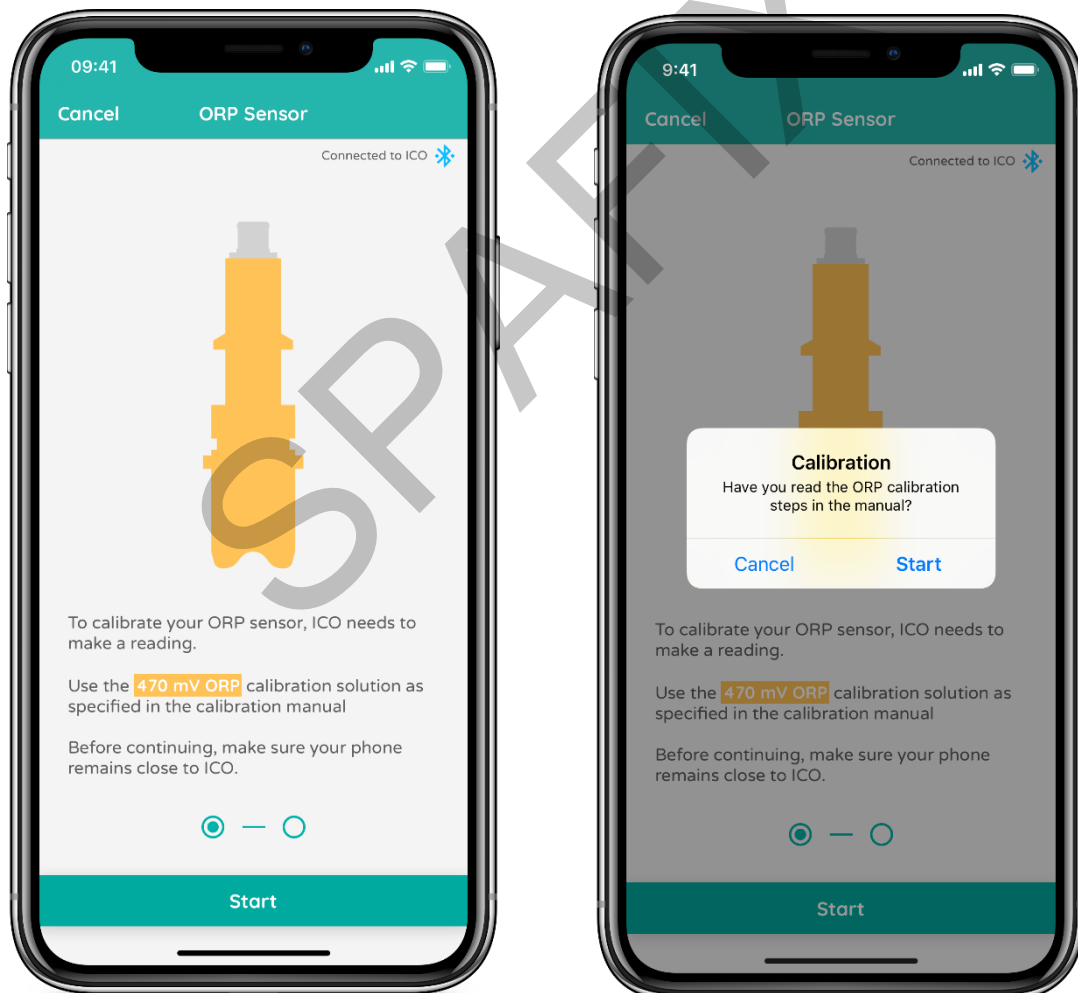 09:41
Cancel ORP Sensor
Connected to ICO
To calibrate your ORP sensor, ICO needs to
make a reading.
Use the 470 mV ORP calibration solution as
specified in the calibration manual
Before continuing, make sure your phone
remains close to ICO.
Start
9:41
Cancel ORP Sensor
Connected to ICO
Calibration
Have you read the ORP calibration
steps in the manual?
Cancel Start
To calibrate your ORP sensor, ICO needs to
make a reading.
Use the 470 mV ORP calibration solution as
specified in the calibration manual
Before continuing, make sure your phone
remains close to ICO.
Start